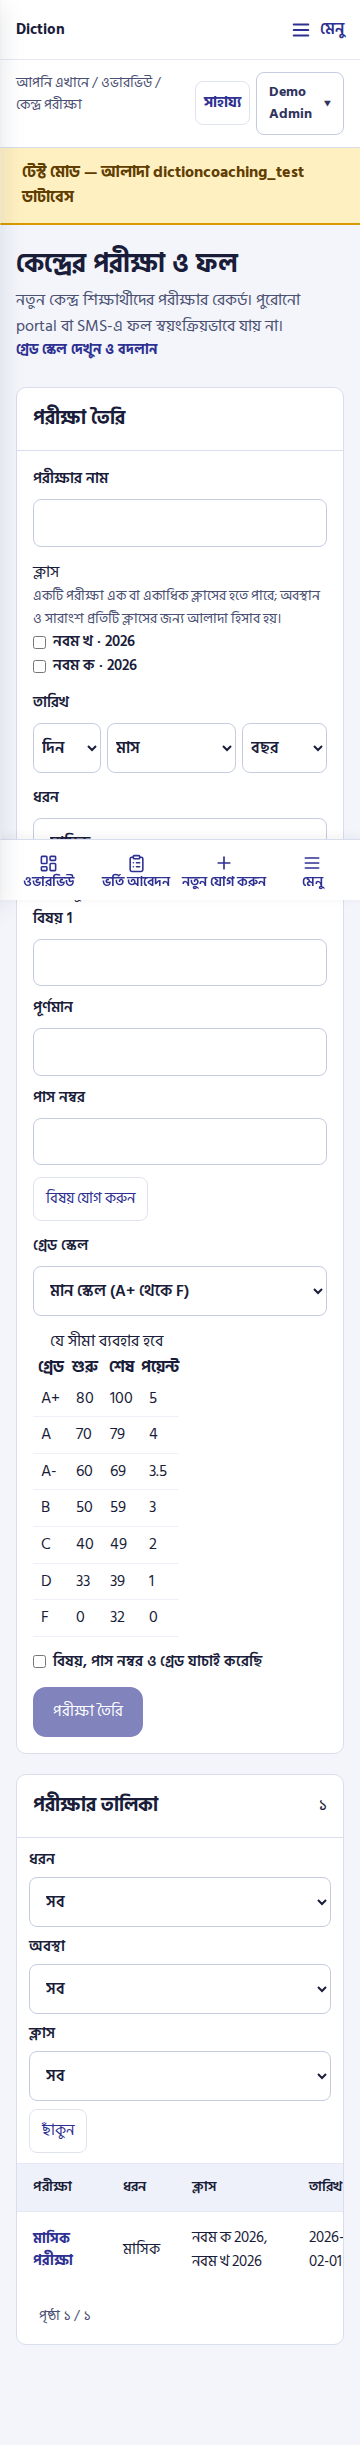 Diction
মেনু
আপনি এখানে / ওভারভিউ /
কেন্দ্র পরীক্ষা
সাহায্য
Demo
Admin
টেস্ট মোড — আলাদা dictioncoaching_test
ডাটাবেস
কেন্দ্রের পরীক্ষা ও ফল
নতুন কেন্দ্র শিক্ষার্থীদের পরীক্ষার রেকর্ড। পুরোনো
portal বা SMS-এ ফল স্বয়ংক্রিয়ভাবে যায় না।
গ্রেড স্কেল দেখুন ও বদলান
পরীক্ষা তৈরি
পরীক্ষার নাম
ক্লাস
একটি পরীক্ষা এক বা একাধিক ক্লাসের হতে পারে; অবস্থান
ও সারাংশ প্রতিটি ক্লাসের জন্য আলাদা হিসাব হয়।
নবম খ · 2026
নবম ক · 2026
তারিখ
দিন মাস বছর
ধরন
ওভারভিউ ভর্তি আবেদন নতুন যোগ করুন মেনু
বিষয় 1
পূর্ণমান
পাস নম্বর
বিষয় যোগ করুন
গ্রেড স্কেল
মান স্কেল (A+ থেকে F)
যে সীমা ব্যবহার হবে
গ্রেড শুরু শেষ পয়েন্ট
A+ 80 100 5
A 70 79 4
A- 60 69 3.5
B 50 59 3
C 40 49 2
D 33 39 1
F 0 32 0
বিষয়, পাস নম্বর ও গ্রেড যাচাই করেছি
পরীক্ষা তৈরি
পরীক্ষার তালিকা ১
ধরন
সব
অবস্থা
সব
ক্লাস
সব
ছাঁকুন
পরীক্ষা ধরন ক্লাস তারিখ
মাসিক
পরীক্ষা
মাসিক
নবম ক 2026,
নবম খ 2026
2026-
02-01
পৃষ্ঠা ১ / ১